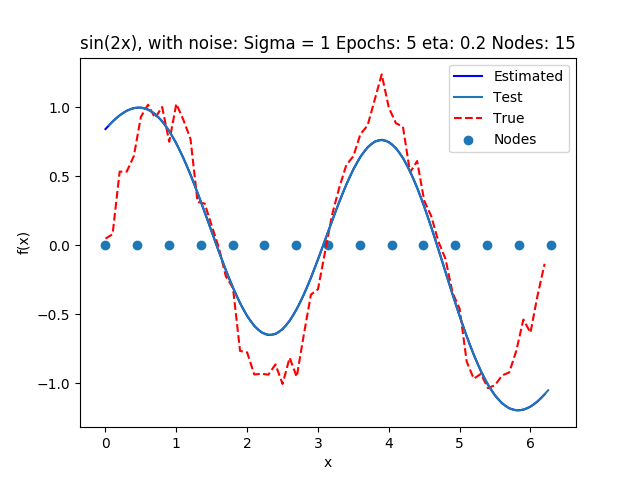 sin(2x), with noise: Sigma = 1 Epochs: 5 eta: 0.2 Nodes: 15
Estimated
Test
True
Nodes
1.0
0.5
0.0
−0.5
−1.0
f(x)
0 1 2 3 4 5 6
x